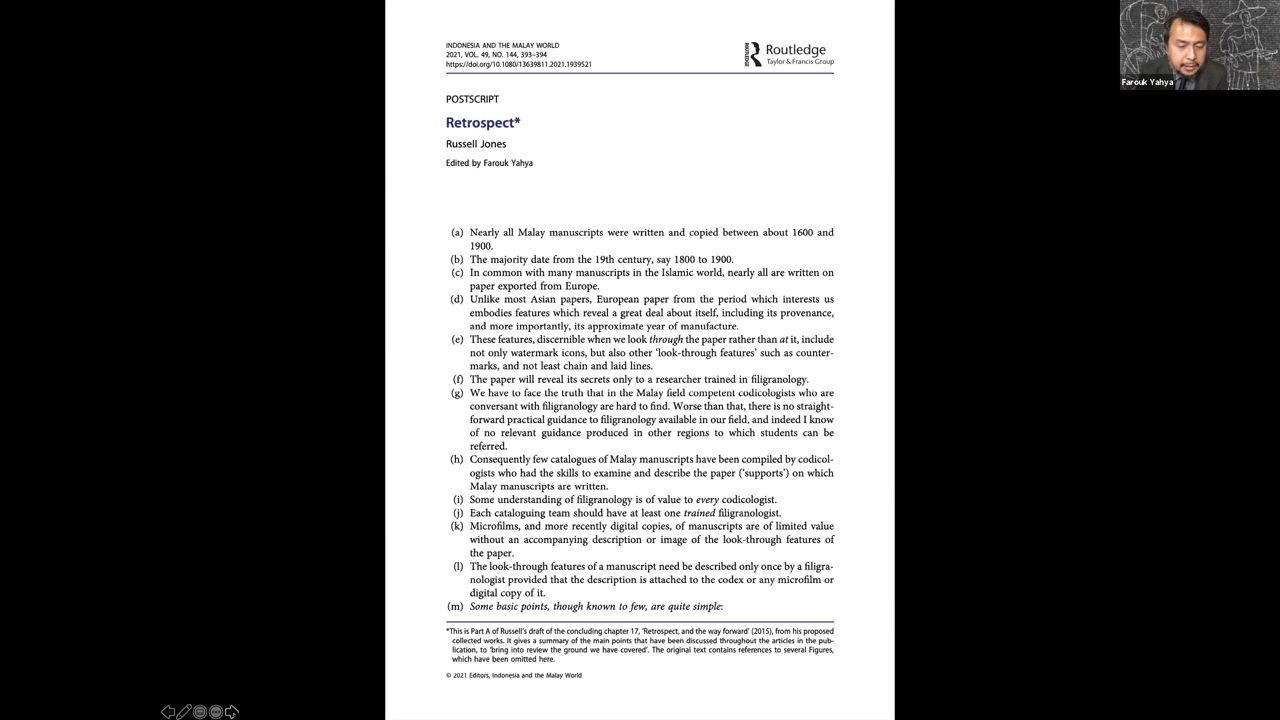 INDONESIA AND THE MALAY WORLD
2021, VOL. 49, NO. 144, 393–394
https://doi.org/10.1080/13639811.2021.1939521
ROUTLEDGE
Routledge
Taylor & Francis Group
Farouk Yahya
POSTSCRIPT
Retrospect*
Russell Jones
Edited by Farouk Yahya
(a) Nearly all Malay manuscripts were written and copied between about 1600 and
1900.
(b) The majority date from the 19th century, say 1800 to 1900.
(c) In common with many manuscripts in the Islamic world, nearly all are written on
paper exported from Europe.
(d) Unlike most Asian papers, European paper from the period which interests us
embodies features which reveal a great deal about itself, including its provenance,
and more importantly, its approximate year of manufacture.
(e) These features, discernible when we look through the paper rather than at it, include
not only watermark icons, but also other ‘look-through features’ such as counter-
marks, and not least chain and laid lines.
(f) The paper will reveal its secrets only to a researcher trained in filigranology.
(g) We have to face the truth that in the Malay field competent codicologists who are
conversant with filigranology are hard to find. Worse than that, there is no straight-
forward practical guidance to filigranology available in our field, and indeed I know
of no relevant guidance produced in other regions to which students can be
referred.
(h) Consequently few catalogues of Malay manuscripts have been compiled by codicol-
ogists who had the skills to examine and describe the paper (‘supports’) on which
Malay manuscripts are written.
(i) Some understanding of filigranology is of value to every codicologist.
(j) Each cataloguing team should have at least one trained filigranologist.
(k) Microfilms, and more recently digital copies, of manuscripts are of limited value
without an accompanying description or image of the look-through features of
the paper.
(l) The look-through features of a manuscript need be described only once by a filigra-
nologist provided that the description is attached to the codex or any microfilm or
digital copy of it.
(m) Some basic points, though known to few, are quite simple:
*This is Part A of Russell’s draft of the concluding chapter 17, ‘Retrospect, and the way forward’ (2015), from his proposed
collected works. It gives a summary of the main points that have been discussed throughout the articles in the pub-
lication, to ‘bring into review the ground we have covered’. The original text contains references to several Figures,
which have been omitted here.
© 2021 Editors, Indonesia and the Malay World